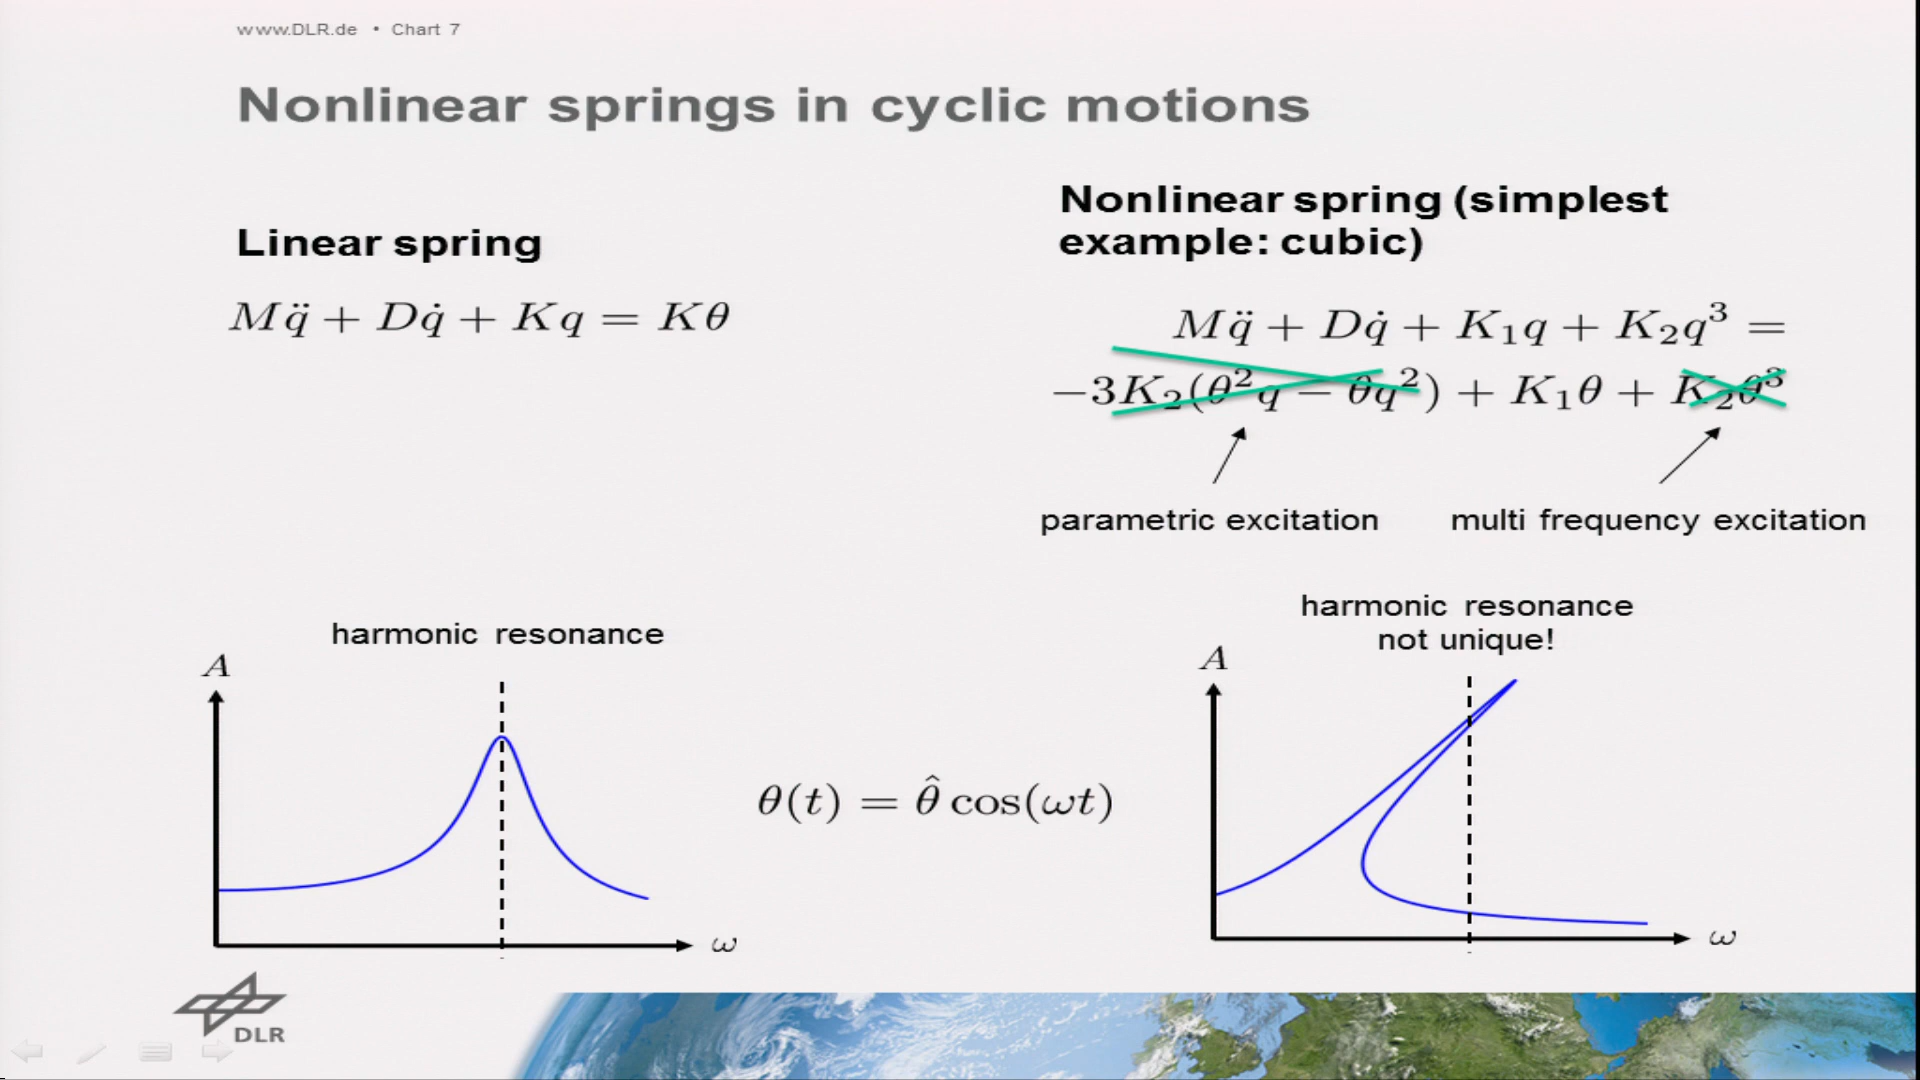 www.DLR.de • Chart 7
Nonlinear springs in cyclic motions
Linear spring
Mq̈ + Dq̇ + Kq = Kθ
Nonlinear spring (simplest
example: cubic)
Mq̈ + Dq̇ + K₁q + K₂q³ =
−3K₂(θ²q − θq²) + K₁θ + K₂θ³
parametric excitation
multi frequency excitation
harmonic resonance
A
ω
θ(t) = θ̂ cos(ωt)
harmonic resonance
not unique!
A
ω
DLR